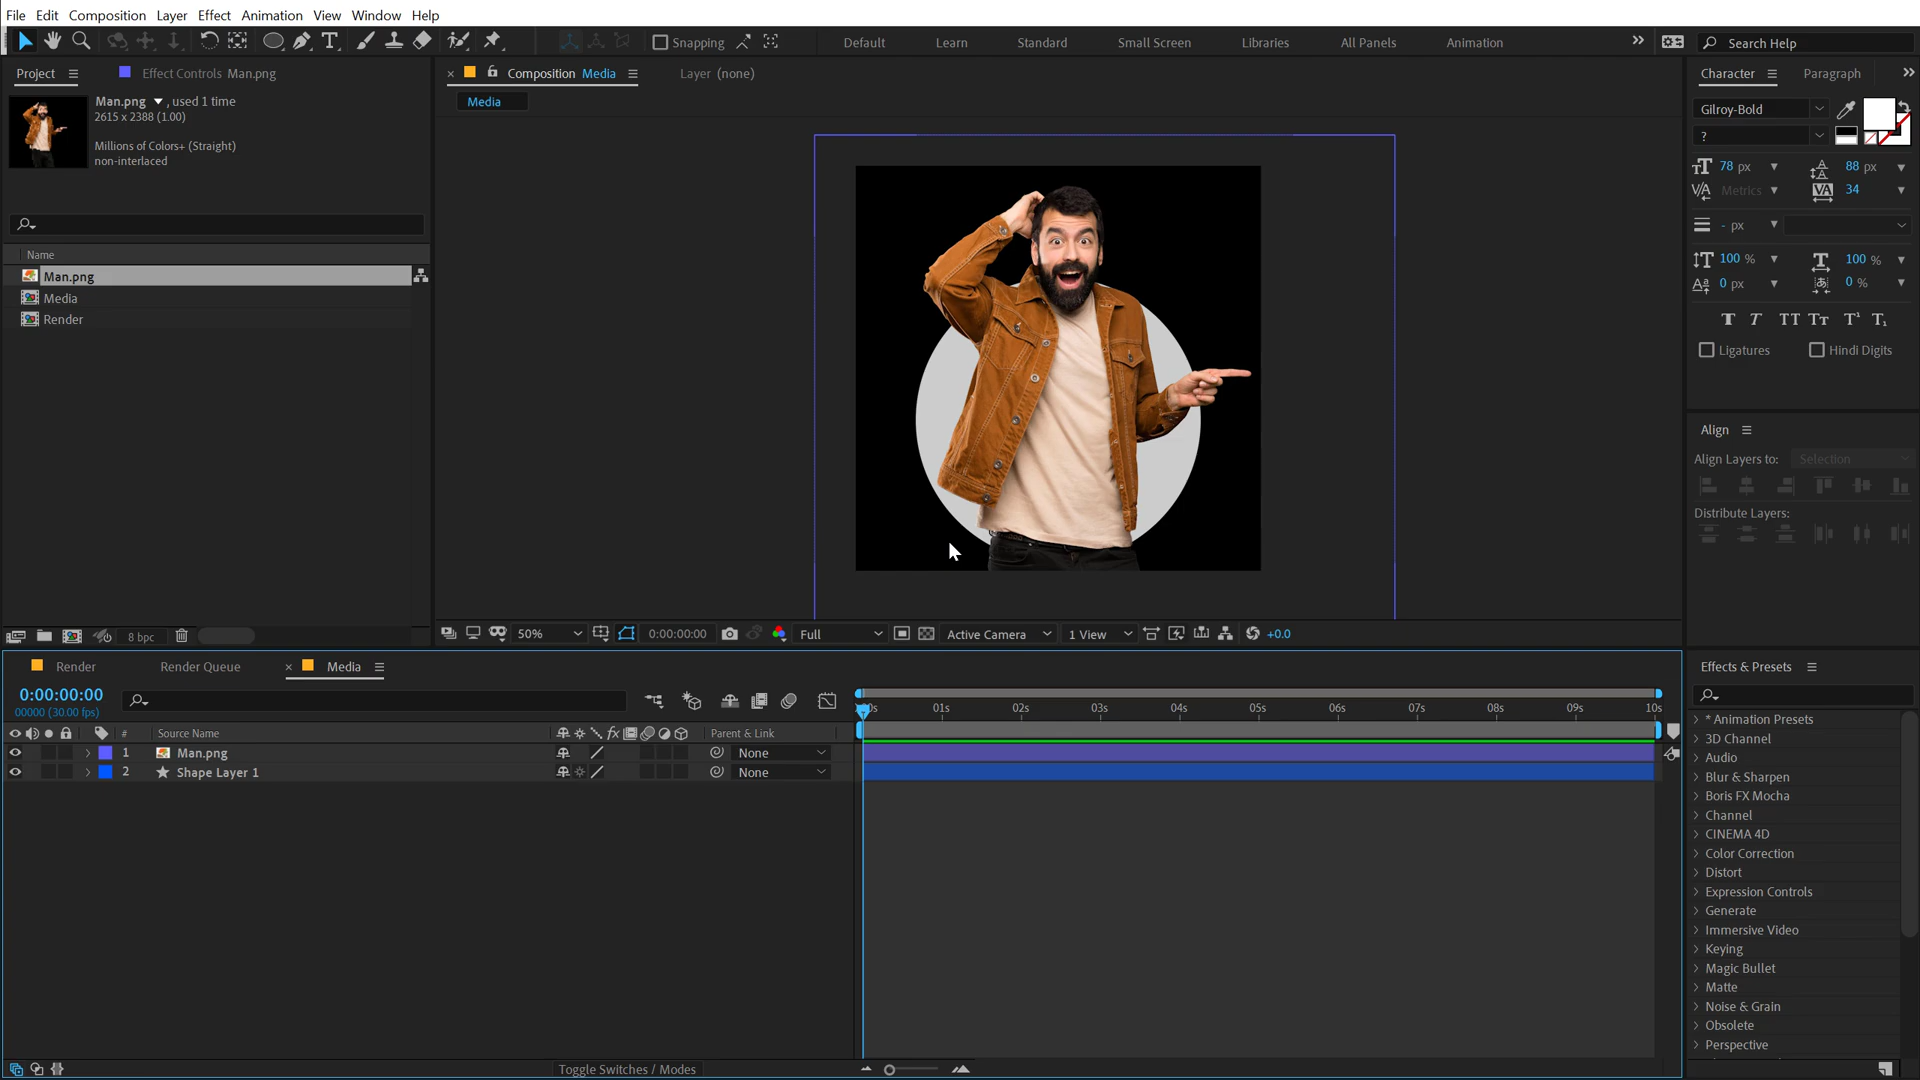 File Edit Composition Layer Effect Animation View Window Help
Snapping Default Learn Standard Small Screen Libraries All Panels Animation Search Help
Project Effect Controls Man.png
Composition Media Layer (none)
Character Paragraph
Man.png , used 1 time
2615 x 2388 (1.00)
Millions of Colors+ (Straight)
non-interlaced
Media
Gilroy-Bold
?
78 px 88 px
Metrics 34
- px
100 % 100 %
0 px 0 %
Ligatures Hindi Digits
Name
Man.png
Media
Render
Align
Align Layers to: Selection
Distribute Layers:
8 bpc
50% 0:00:00:00 Full Active Camera 1 View +0.0
Render Render Queue Media
Effects & Presets
0:00:00:00
00000 (30.00 fps)
01s 02s 03s 04s 05s 06s 07s 08s 09s 10s
# Source Name Parent & Link
1 Man.png None
2 Shape Layer 1 None
* Animation Presets
3D Channel
Audio
Blur & Sharpen
Boris FX Mocha
Channel
CINEMA 4D
Color Correction
Distort
Expression Controls
Generate
Immersive Video
Keying
Magic Bullet
Matte
Noise & Grain
Obsolete
Perspective
Toggle Switches / Modes